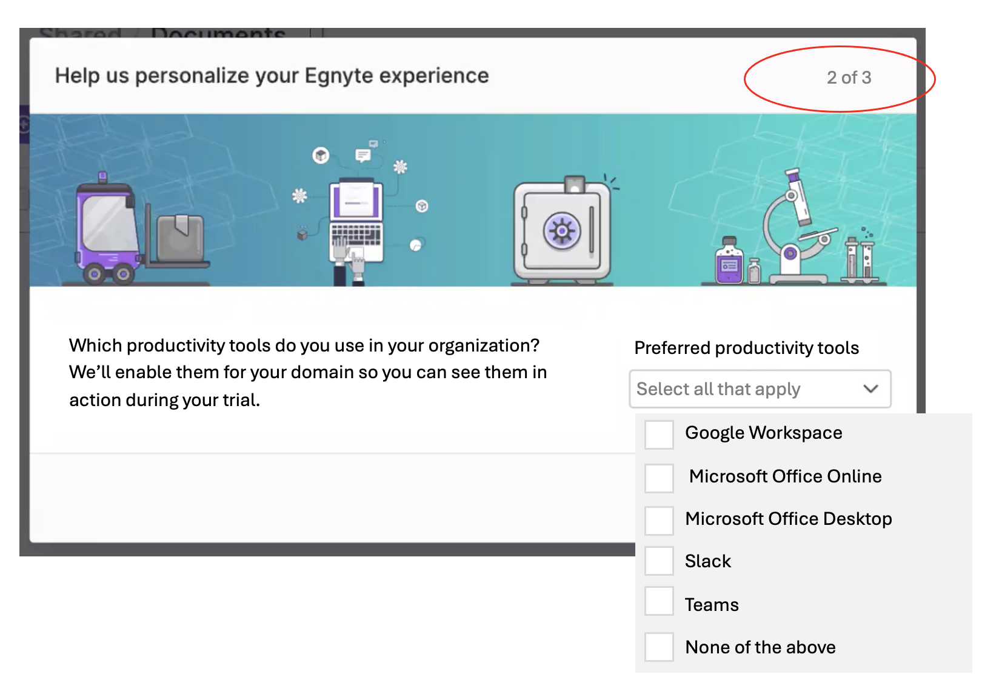 Shared / Documents
Help us personalize your Egnyte experience
2 of 3
Which productivity tools do you use in your organization?
We’ll enable them for your domain so you can see them in
action during your trial.
Preferred productivity tools
Select all that apply
Google Workspace
Microsoft Office Online
Microsoft Office Desktop
Slack
Teams
None of the above